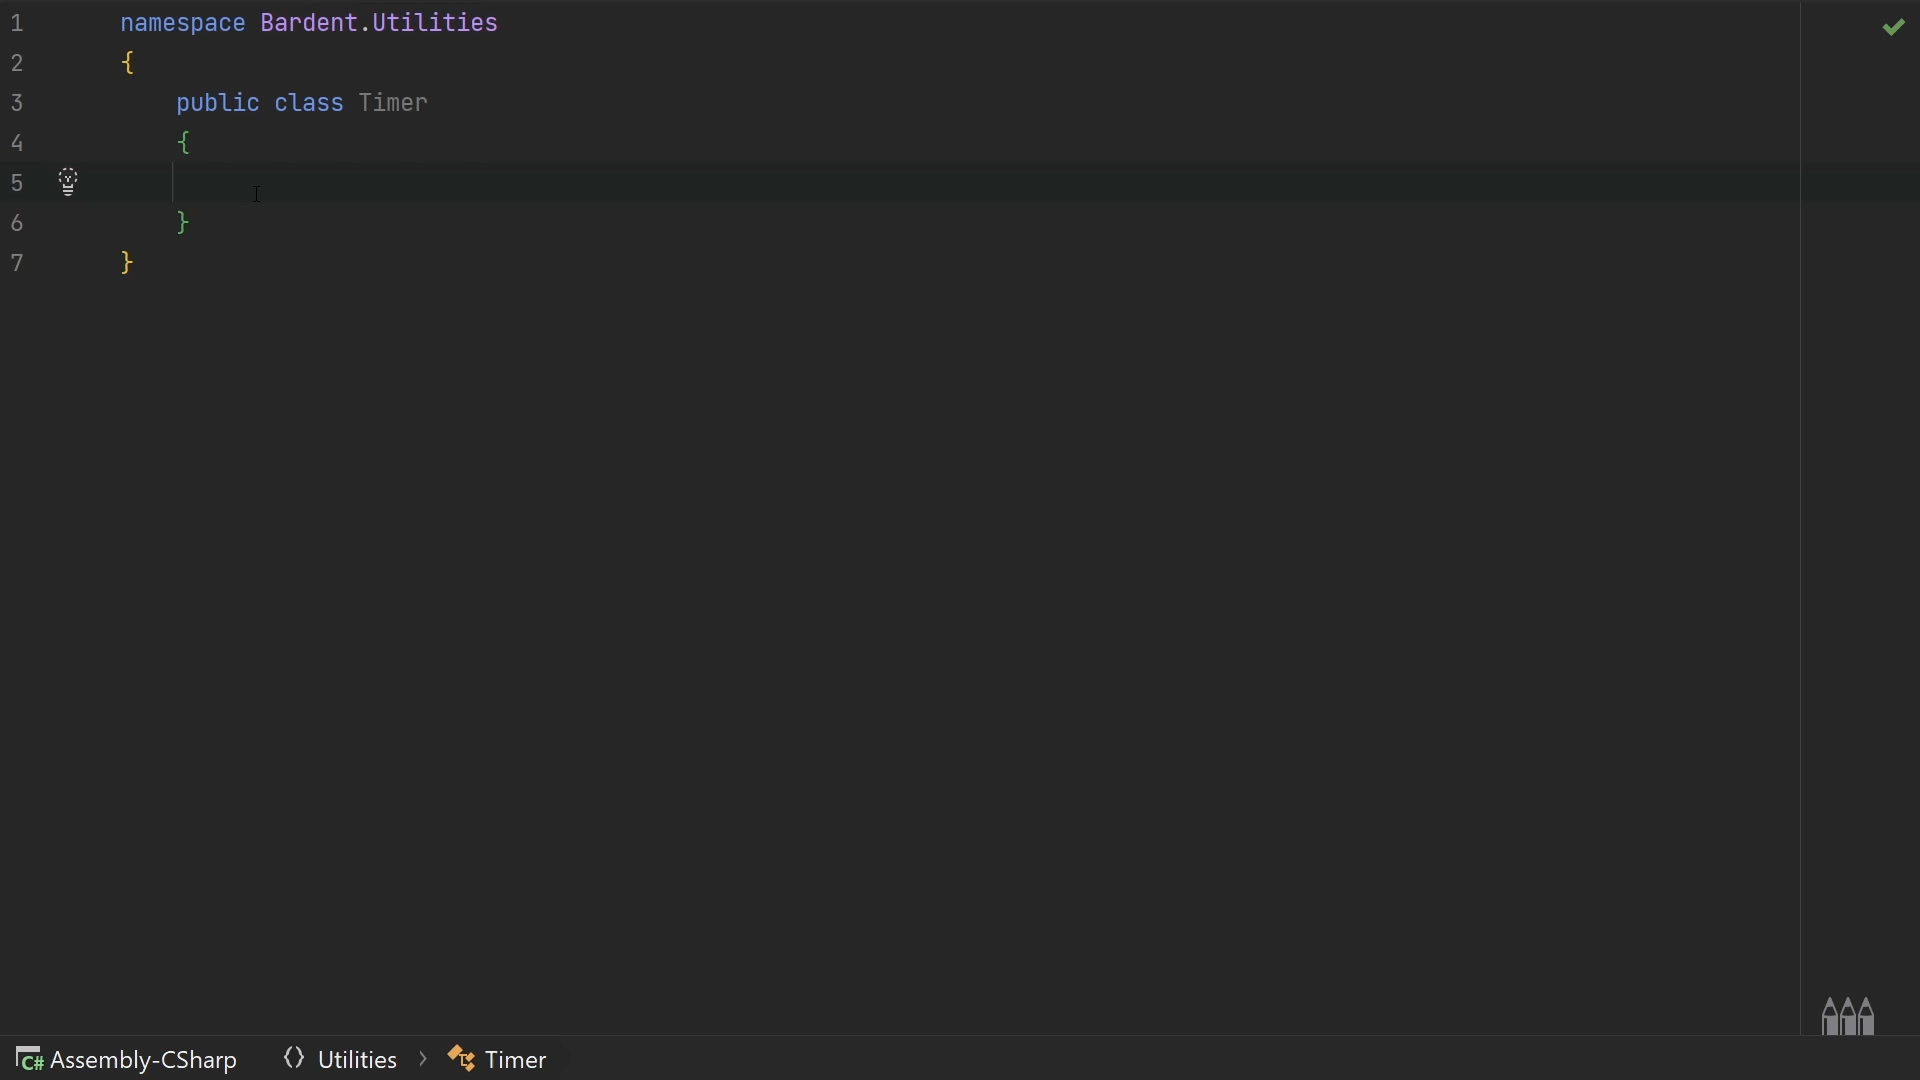 1 namespace Bardent.Utilities
2 {
3 public class Timer
4 {
5
6 }
7 }
C# Assembly-CSharp {} Utilities > Timer